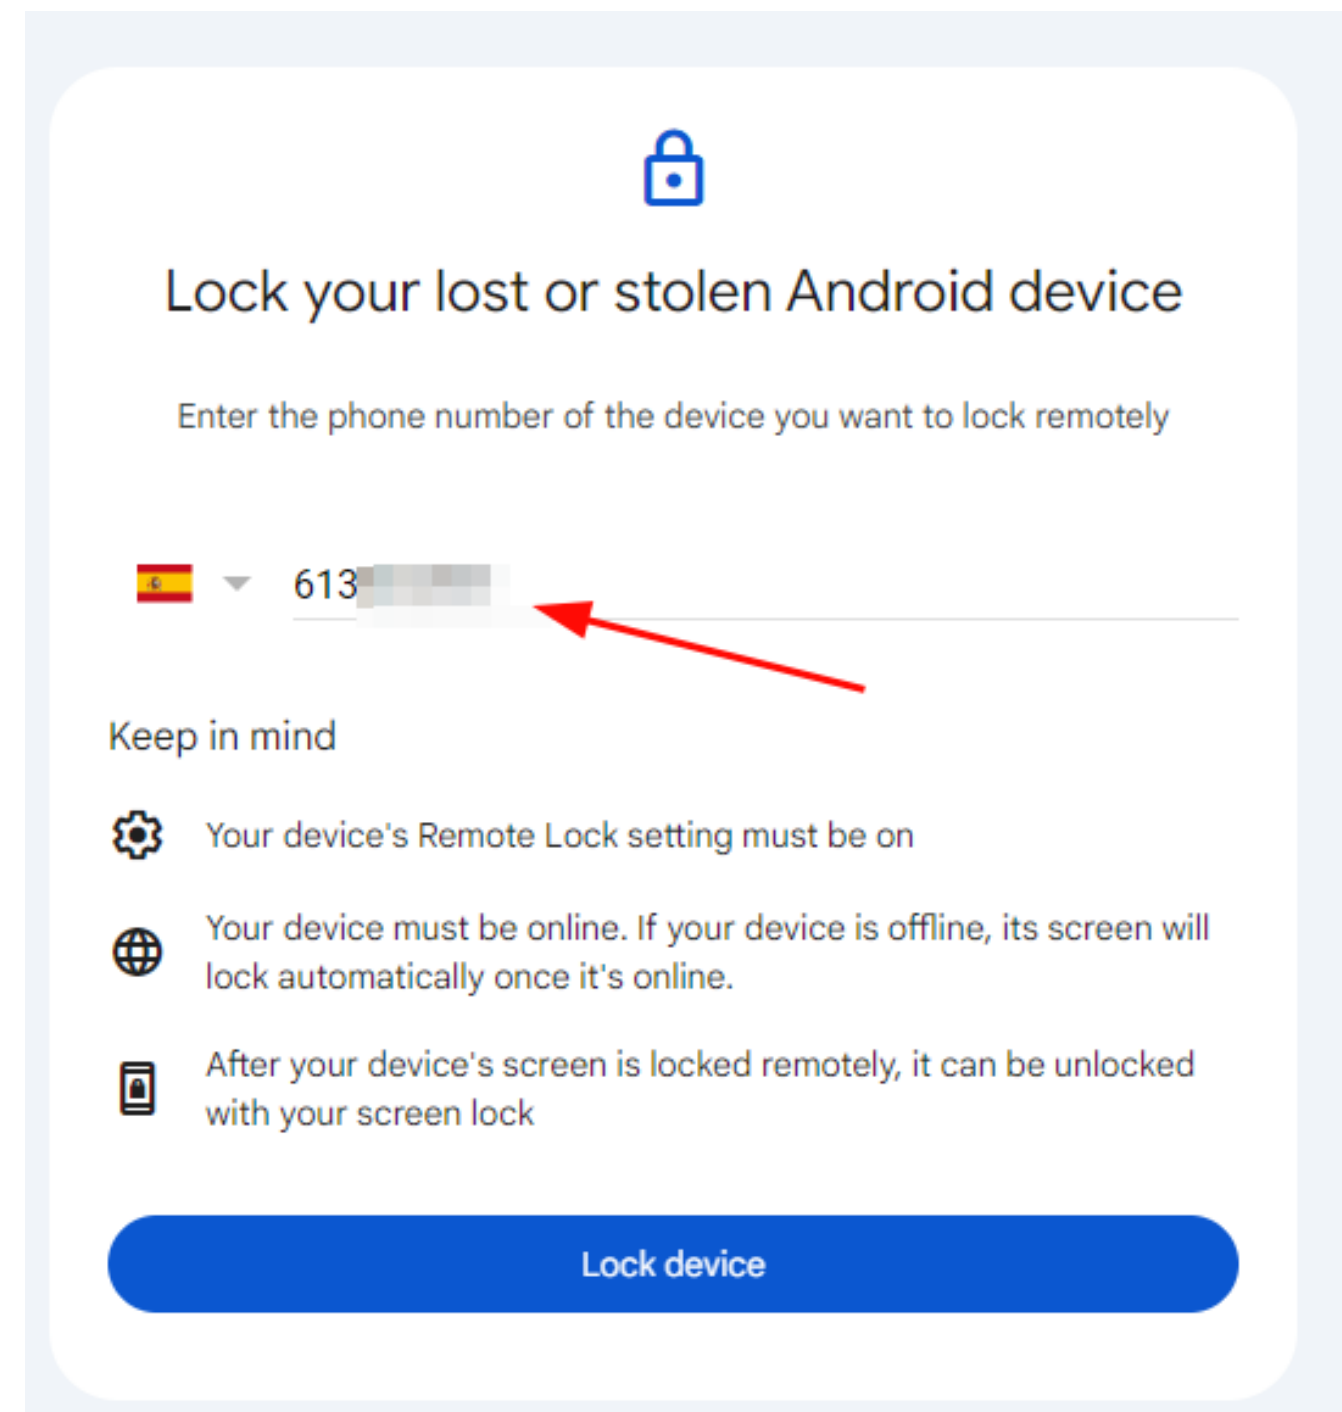 Lock your lost or stolen Android device
Enter the phone number of the device you want to lock remotely
613
Keep in mind
Your device's Remote Lock setting must be on
Your device must be online. If your device is offline, its screen will
lock automatically once it's online.
After your device's screen is locked remotely, it can be unlocked
with your screen lock
Lock device